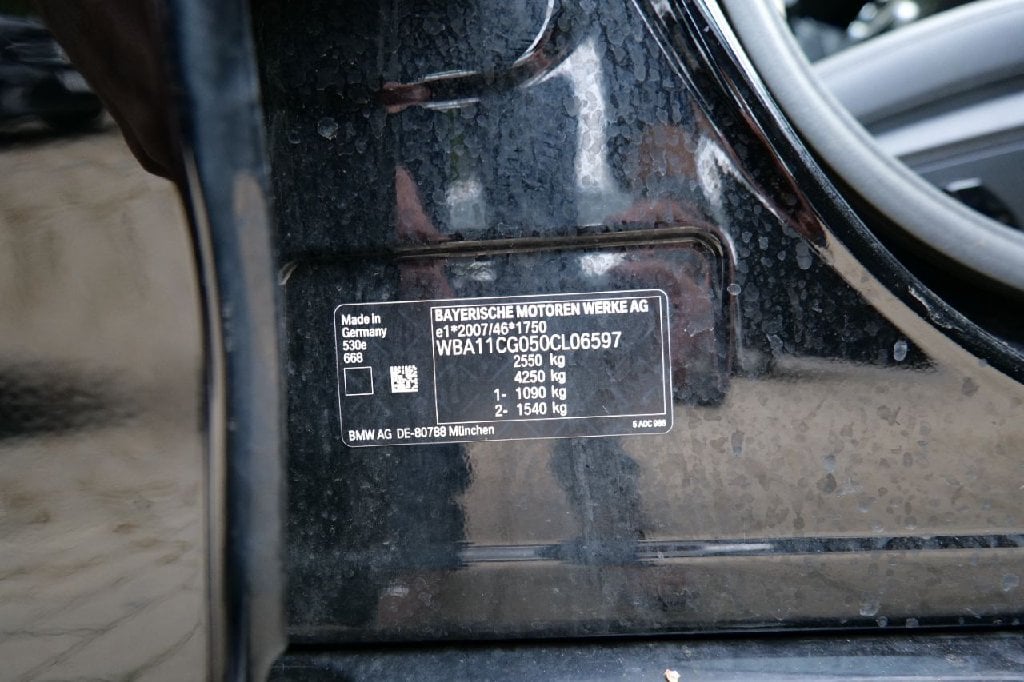 Made in
Germany
530e
668
BAYERISCHE MOTOREN WERKE AG
e1*2007/46*1750
WBA11CG050CL06597
2550 kg
4250 kg
1- 1090 kg
2- 1540 kg
BMW AG DE-80788 München